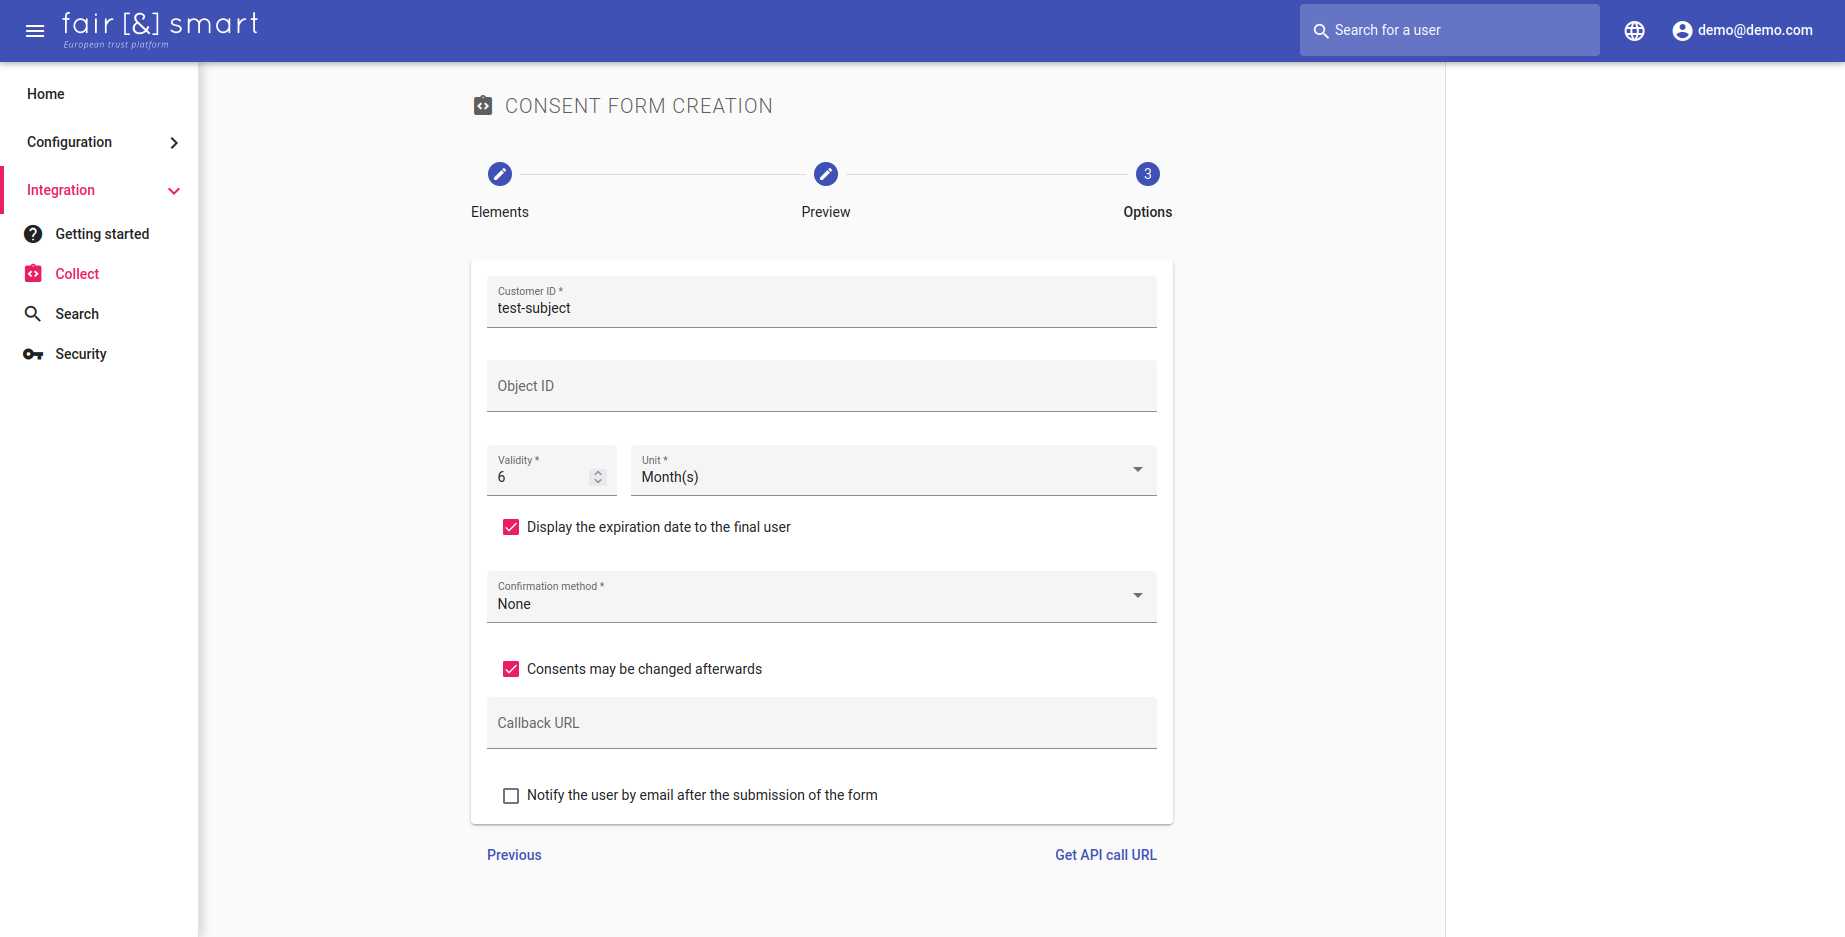 fair [&] smart
European trust platform
Search for a user
demo@demo.com
Home
Configuration
Integration
Getting started
Collect
Search
Security
CONSENT FORM CREATION
3
Elements
Preview
Options
Customer ID *
test-subject
Object ID
Validity *
6
Unit *
Month(s)
Display the expiration date to the final user
Confirmation method *
None
Consents may be changed afterwards
Callback URL
Notify the user by email after the submission of the form
Previous
Get API call URL